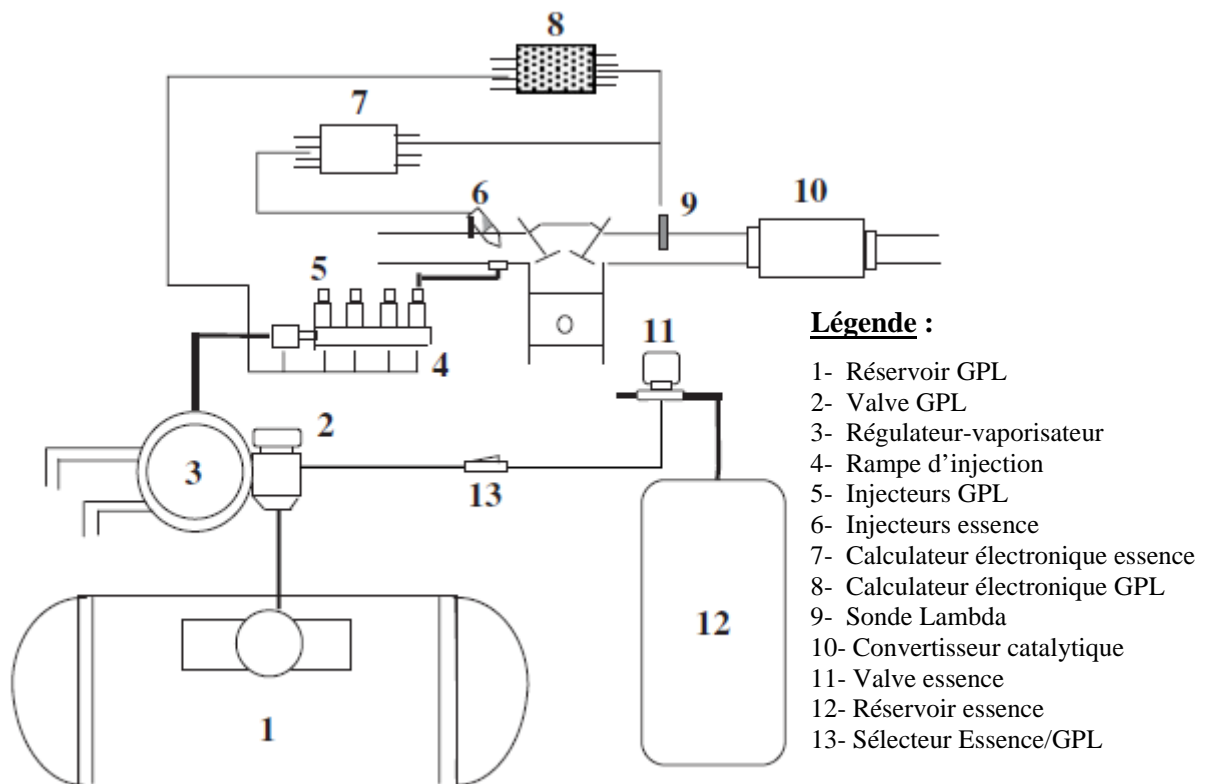 8
7
6
9
10
5
11
4
2
3
13
12
1
Légende :
1- Réservoir GPL
2- Valve GPL
3- Régulateur-vaporisateur
4- Rampe d’injection
5- Injecteurs GPL
6- Injecteurs essence
7- Calculateur électronique essence
8- Calculateur électronique GPL
9- Sonde Lambda
10- Convertisseur catalytique
11- Valve essence
12- Réservoir essence
13- Sélecteur Essence/GPL